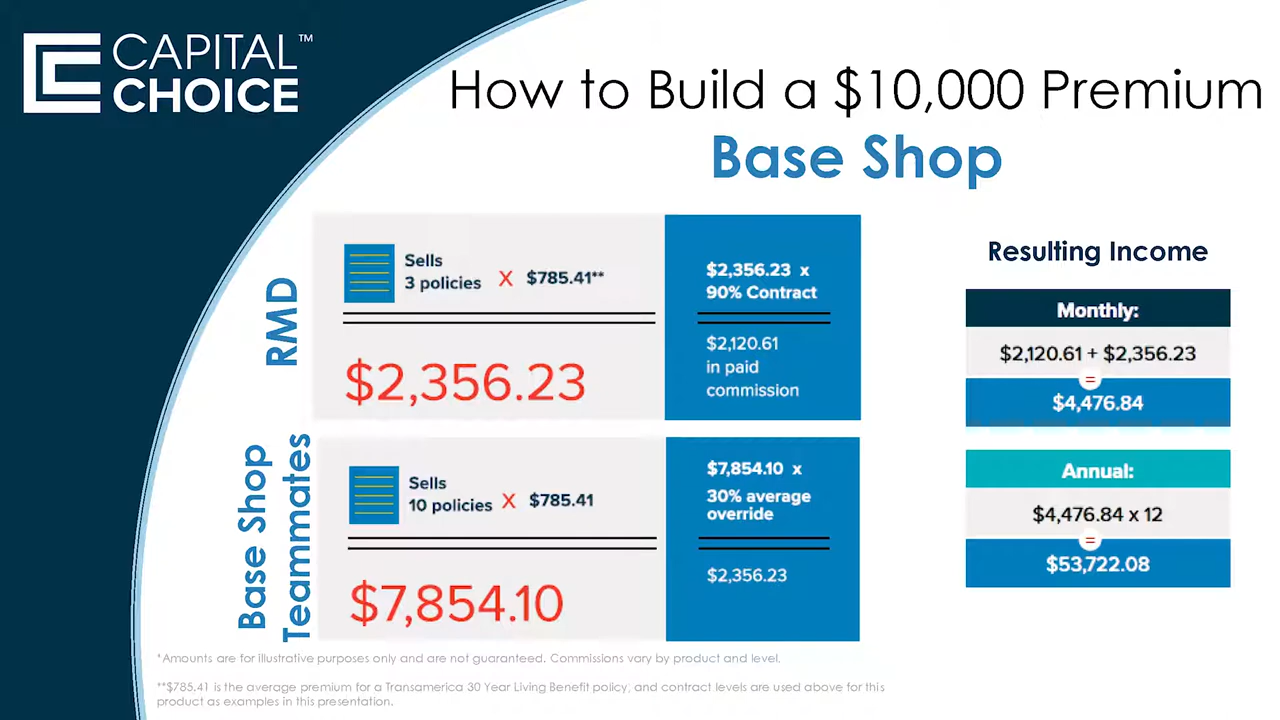 CAPITAL™
CHOICE
How to Build a $10,000 Premium
Base Shop
RMD
Sells
3 policies X $785.41**
$2,356.23
$2,356.23 x
90% Contract
$2,120.61
in paid
commission
Base Shop
Teammates
Sells
10 policies X $785.41
$7,854.10
$7,854.10 x
30% average
override
$2,356.23
Resulting Income
Monthly:
$2,120.61 + $2,356.23
=
$4,476.84
Annual:
$4,476.84 x 12
=
$53,722.08
*Amounts are for illustrative purposes only and are not guaranteed. Commissions vary by product and level.
**$785.41 is the average premium for a Transamerica 30 Year Living Benefit policy; and contract levels are used above for this
product as examples in this presentation.